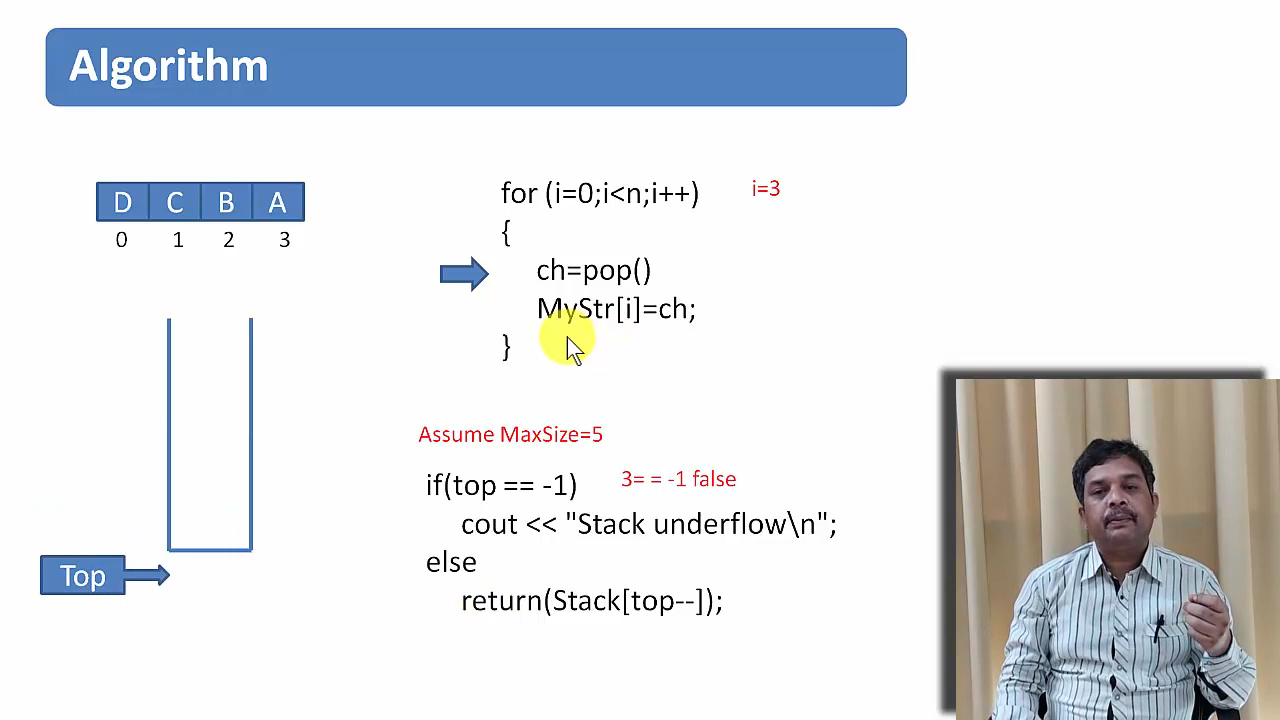 Algorithm
D C B A
0 1 2 3
for (i=0;i<n;i++)
i=3
{
ch=pop()
MyStr[i]=ch;
}
Assume MaxSize=5
if(top == -1)
3= = -1 false
cout << "Stack underflow\n";
else
return(Stack[top--]);
Top